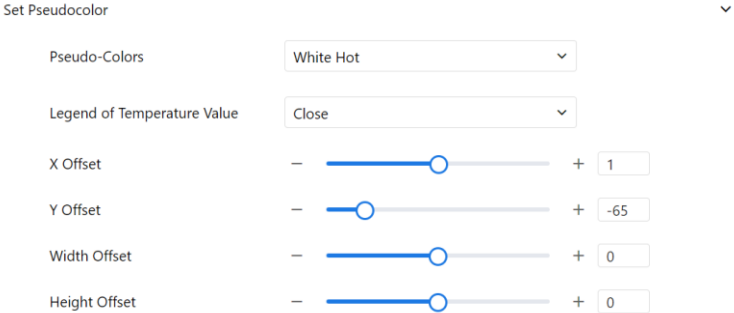 Set Pseudocolor
Pseudo-Colors White Hot
Legend of Temperature Value Close
X Offset − + 1
Y Offset − + -65
Width Offset − + 0
Height Offset − + 0